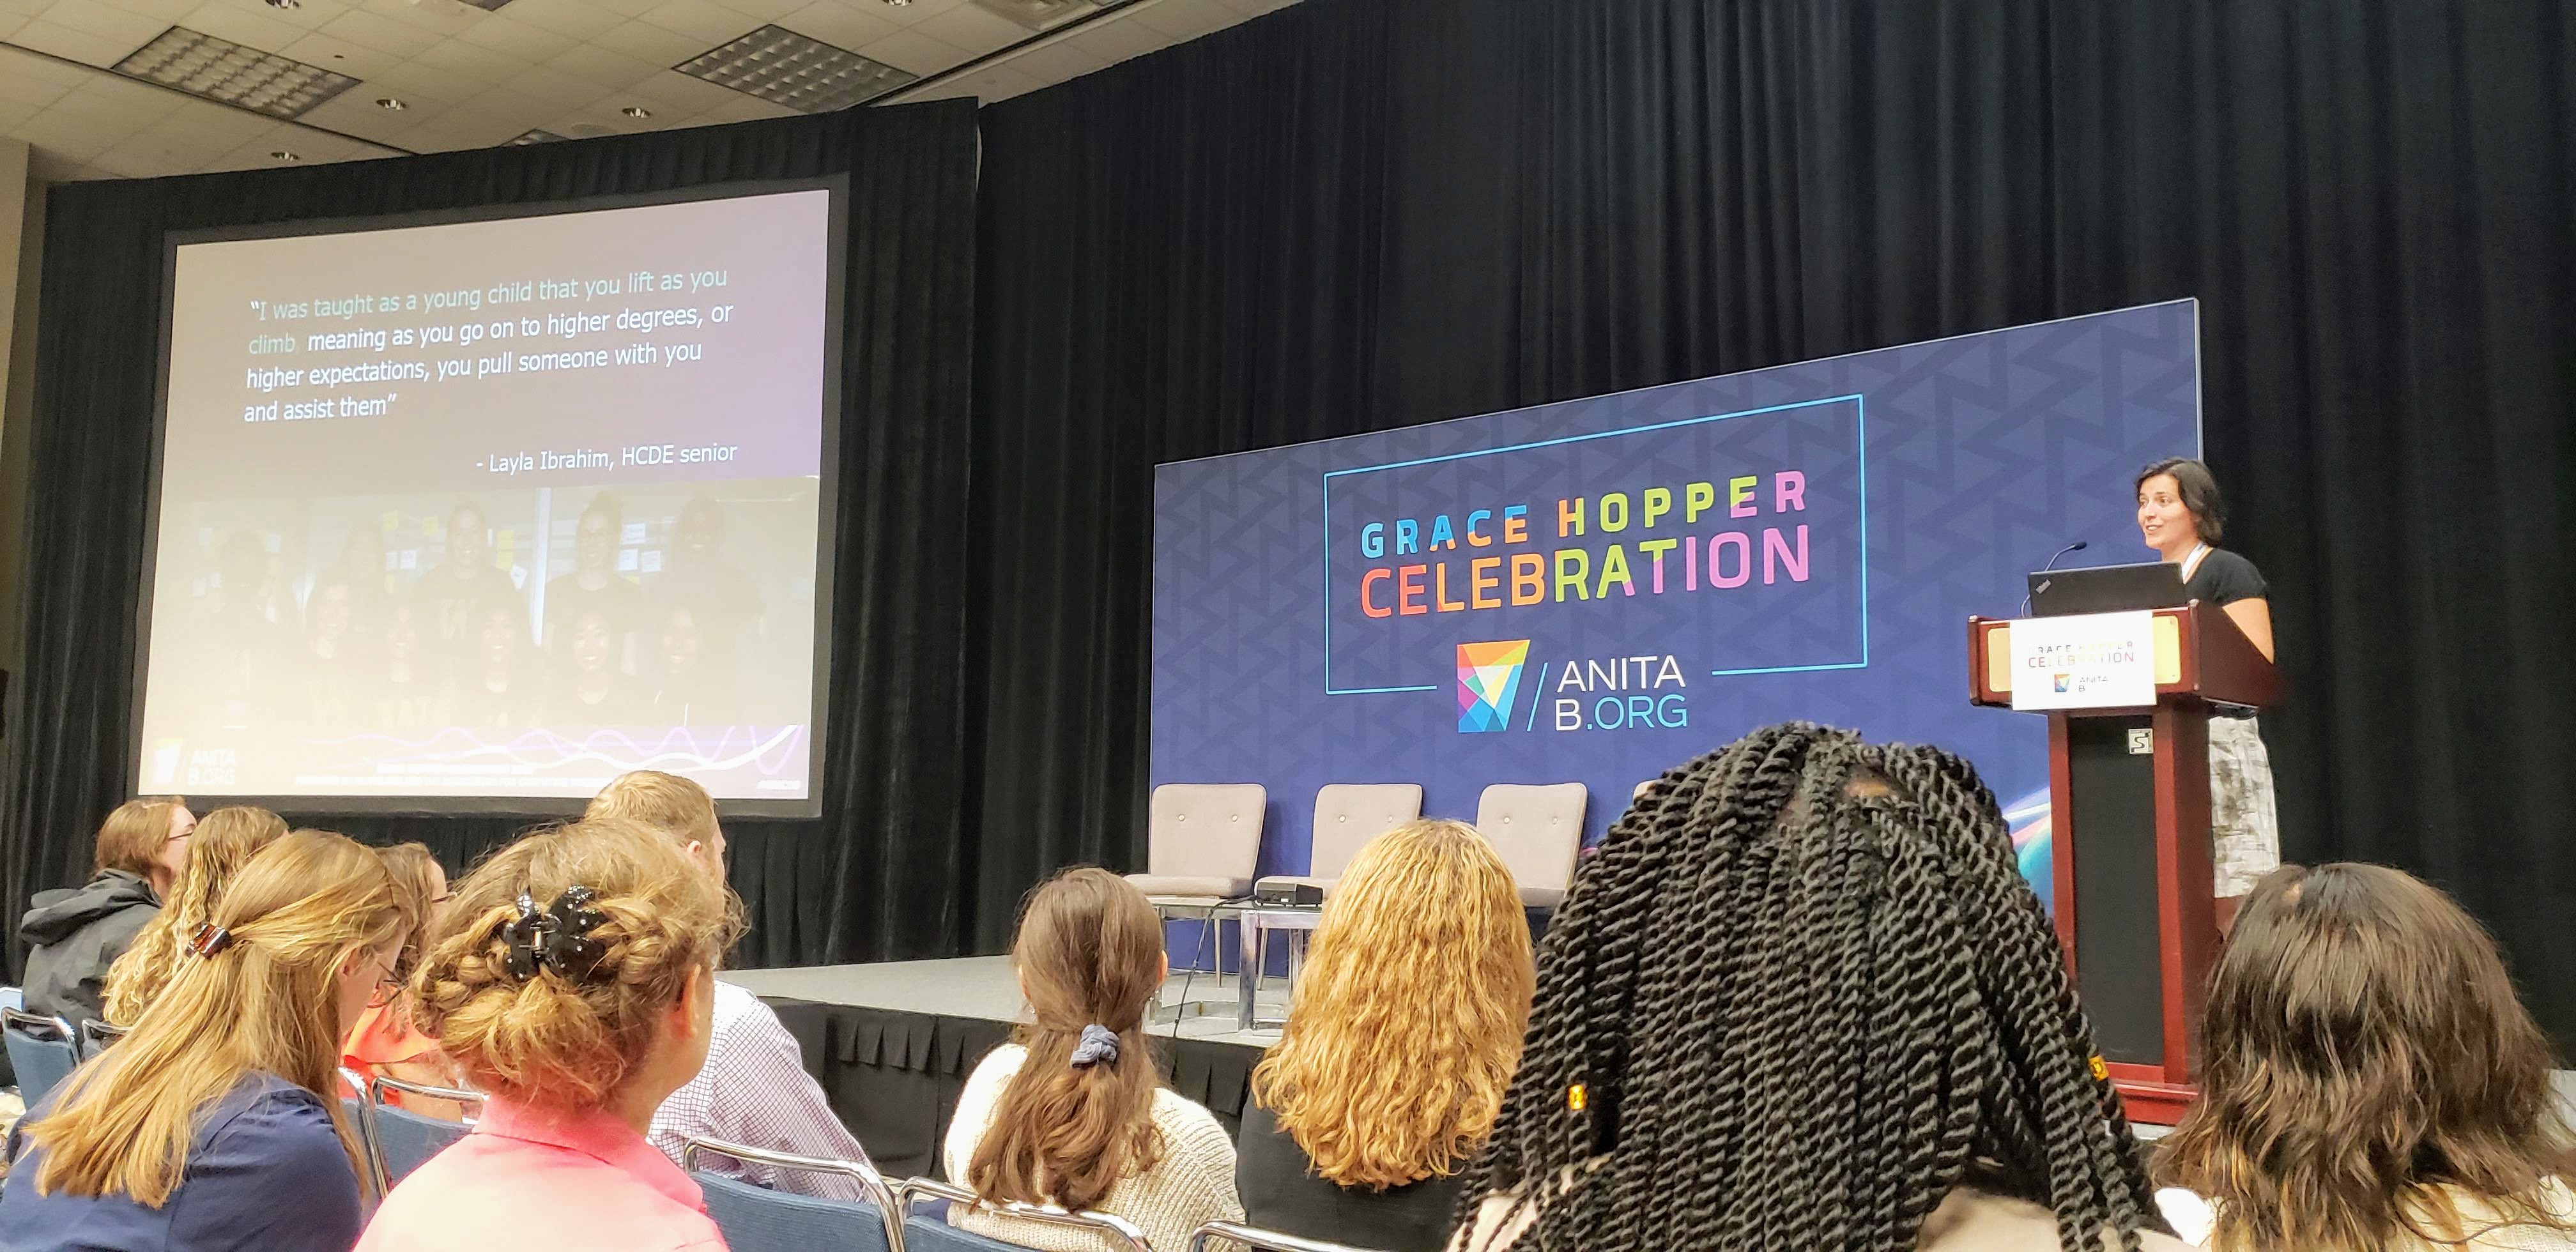 “I was taught as a young child that you lift as you
climb, meaning as you go on to higher degrees, or
higher expectations, you pull someone with you
and assist them”
- Layla Ibrahim, HCDE senior
ANITA
B.ORG
GRACE HOPPER
CELEBRATION
ANITA
B.ORG
GRACE HOPPER
CELEBRATION
ANITA
B